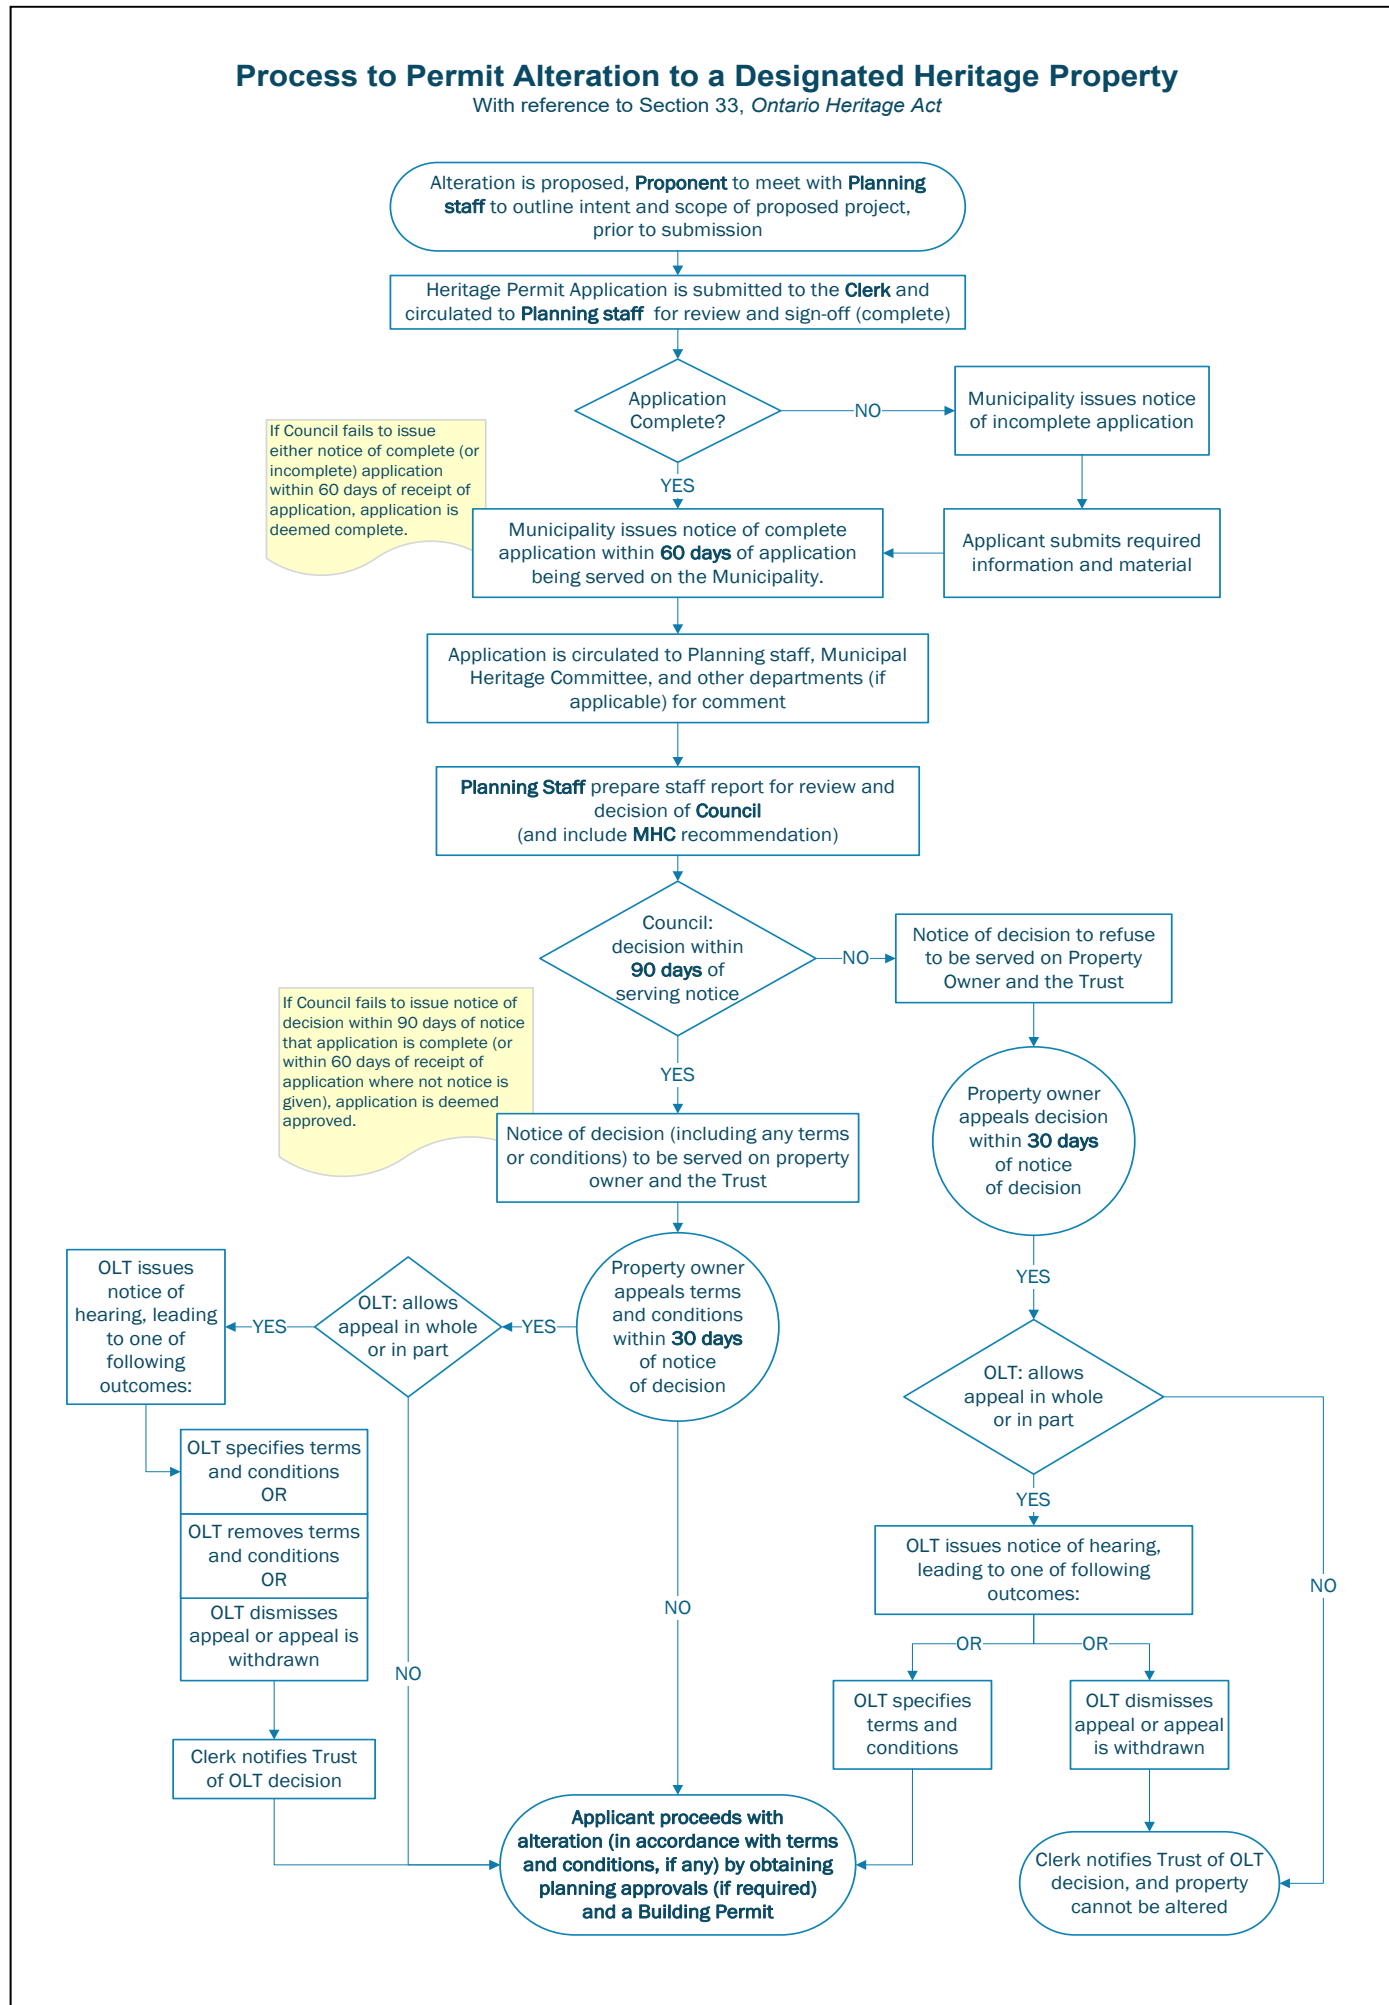 Process to Permit Alteration to a Designated Heritage Property
With reference to Section 33, Ontario Heritage Act
Alteration is proposed, Proponent to meet with Planning
staff to outline intent and scope of proposed project,
prior to submission
Heritage Permit Application is submitted to the Clerk and
circulated to Planning staff for review and sign-off (complete)
Application
Complete?
NO
Municipality issues notice
of incomplete application
If Council fails to issue
either notice of complete (or
incomplete) application
within 60 days of receipt of
application, application is
deemed complete.
YES
Municipality issues notice of complete
application within 60 days of application
being served on the Municipality.
Applicant submits required
information and material
Application is circulated to Planning staff, Municipal
Heritage Committee, and other departments (if
applicable) for comment
Planning Staff prepare staff report for review and
decision of Council
(and include MHC recommendation)
Council:
decision within
90 days of
serving notice
NO
Notice of decision to refuse
to be served on Property
Owner and the Trust
If Council fails to issue notice of
decision within 90 days of notice
that application is complete (or
within 60 days of receipt of
application where not notice is
given), application is deemed
approved.
YES
Notice of decision (including any terms
or conditions) to be served on property
owner and the Trust
Property owner
appeals decision
within 30 days
of notice
of decision
OLT issues
notice of
hearing, leading
to one of
following
outcomes:
YES
OLT: allows
appeal in whole
or in part
YES
Property owner
appeals terms
and conditions
within 30 days
of notice
of decision
YES
OLT: allows
appeal in whole
or in part
OLT specifies terms
and conditions
OR
OLT removes terms
and conditions
OR
OLT dismisses
appeal or appeal is
withdrawn
YES
OLT issues notice of hearing,
leading to one of following
outcomes:
NO
NO
NO
OR
OR
OLT specifies
terms and
conditions
OLT dismisses
appeal or appeal
is withdrawn
Clerk notifies Trust
of OLT decision
Applicant proceeds with
alteration (in accordance with terms
and conditions, if any) by obtaining
planning approvals (if required)
and a Building Permit
Clerk notifies Trust of OLT
decision, and property
cannot be altered